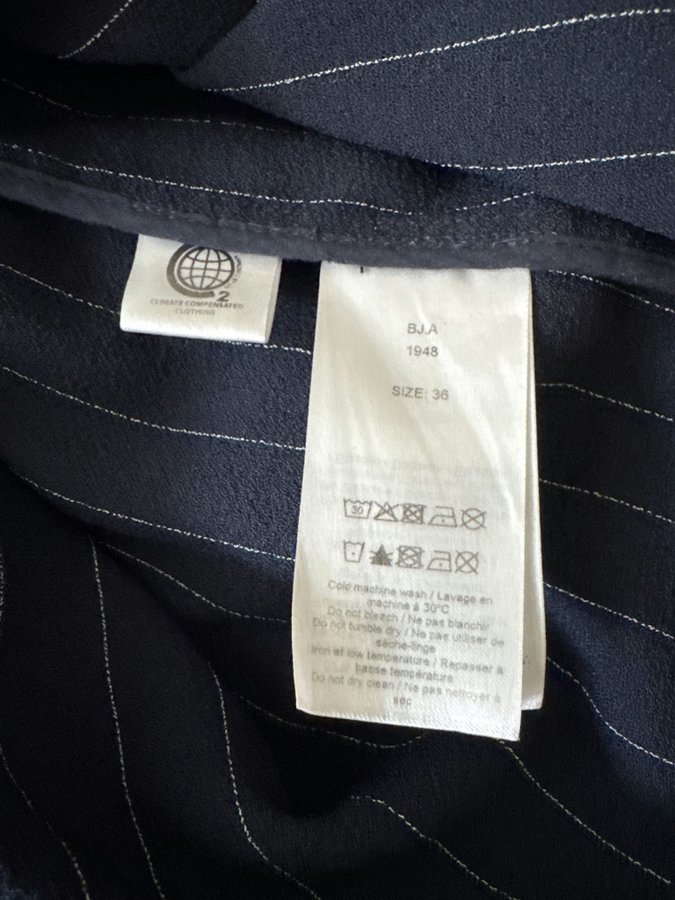 2
CLIMATE COMPENSATED
CLOTHING
BJ.A
1948
SIZE: 36
30
Cold machine wash / Lavage en
machine à 30°C
Do not bleach / Ne pas blanchir
Do not tumble dry / Ne pas utiliser de
sèche-linge
Iron at low temperature / Repasser à
basse température
Do not dry clean / Ne pas nettoyer à
sec